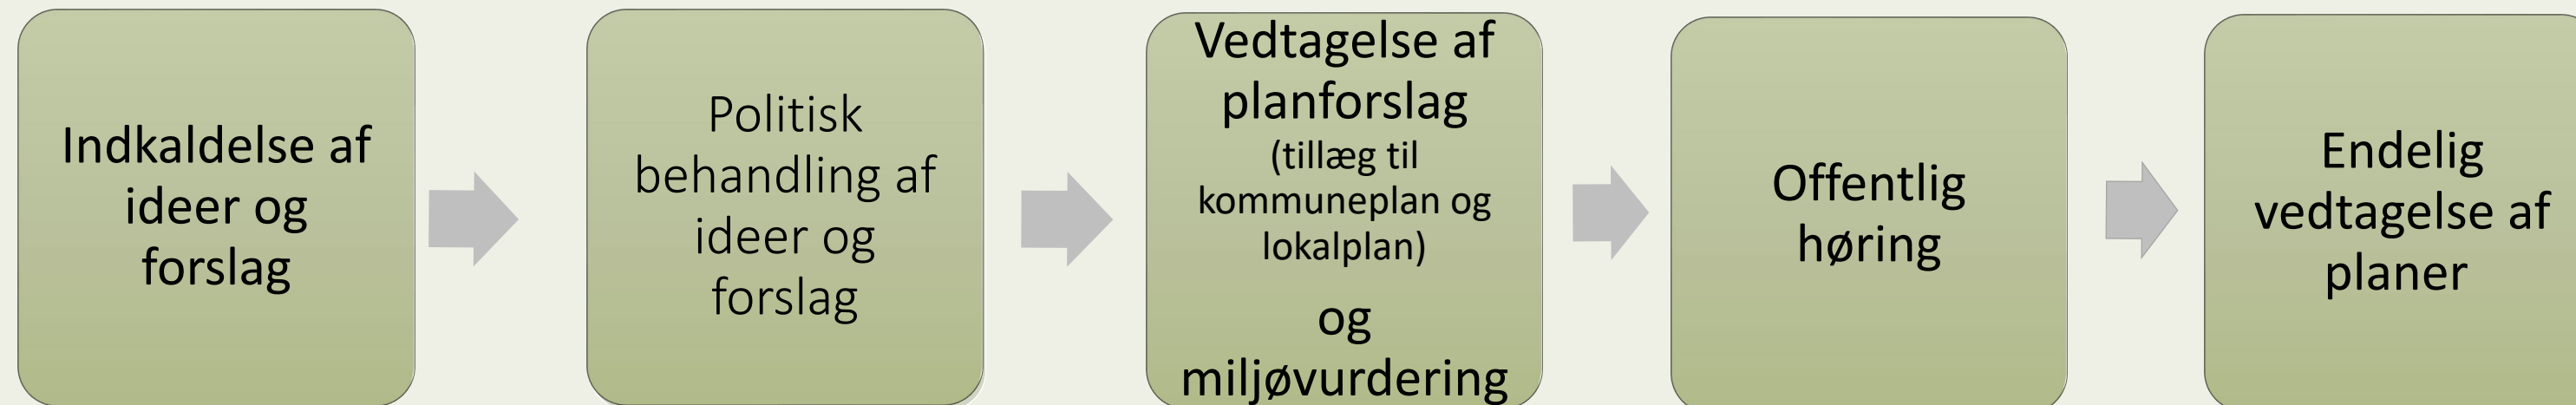 Indkaldelse af
ideer og
forslag
Politisk
behandling af
ideer og
forslag
Vedtagelse af
planforslag
(tillæg til
kommuneplan og
lokalplan)
og
miljøvurdering
Offentlig
høring
Endelig
vedtagelse af
planer